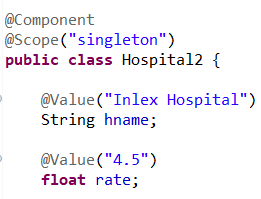 @Component
@Scope("singleton")
public class Hospital2 {
@Value("Inlex Hospital")
String hname;
@Value("4.5")
float rate;